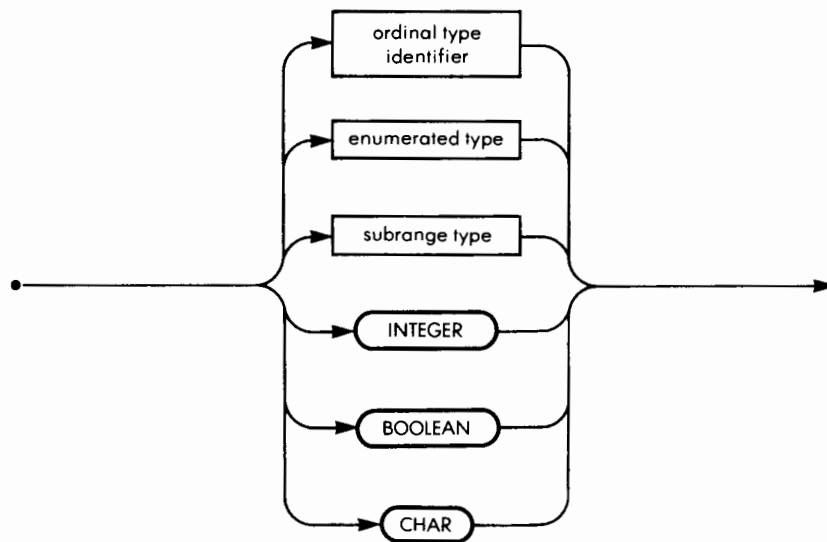 ordinal type
identifier
enumerated type
subrange type
INTEGER
BOOLEAN
CHAR